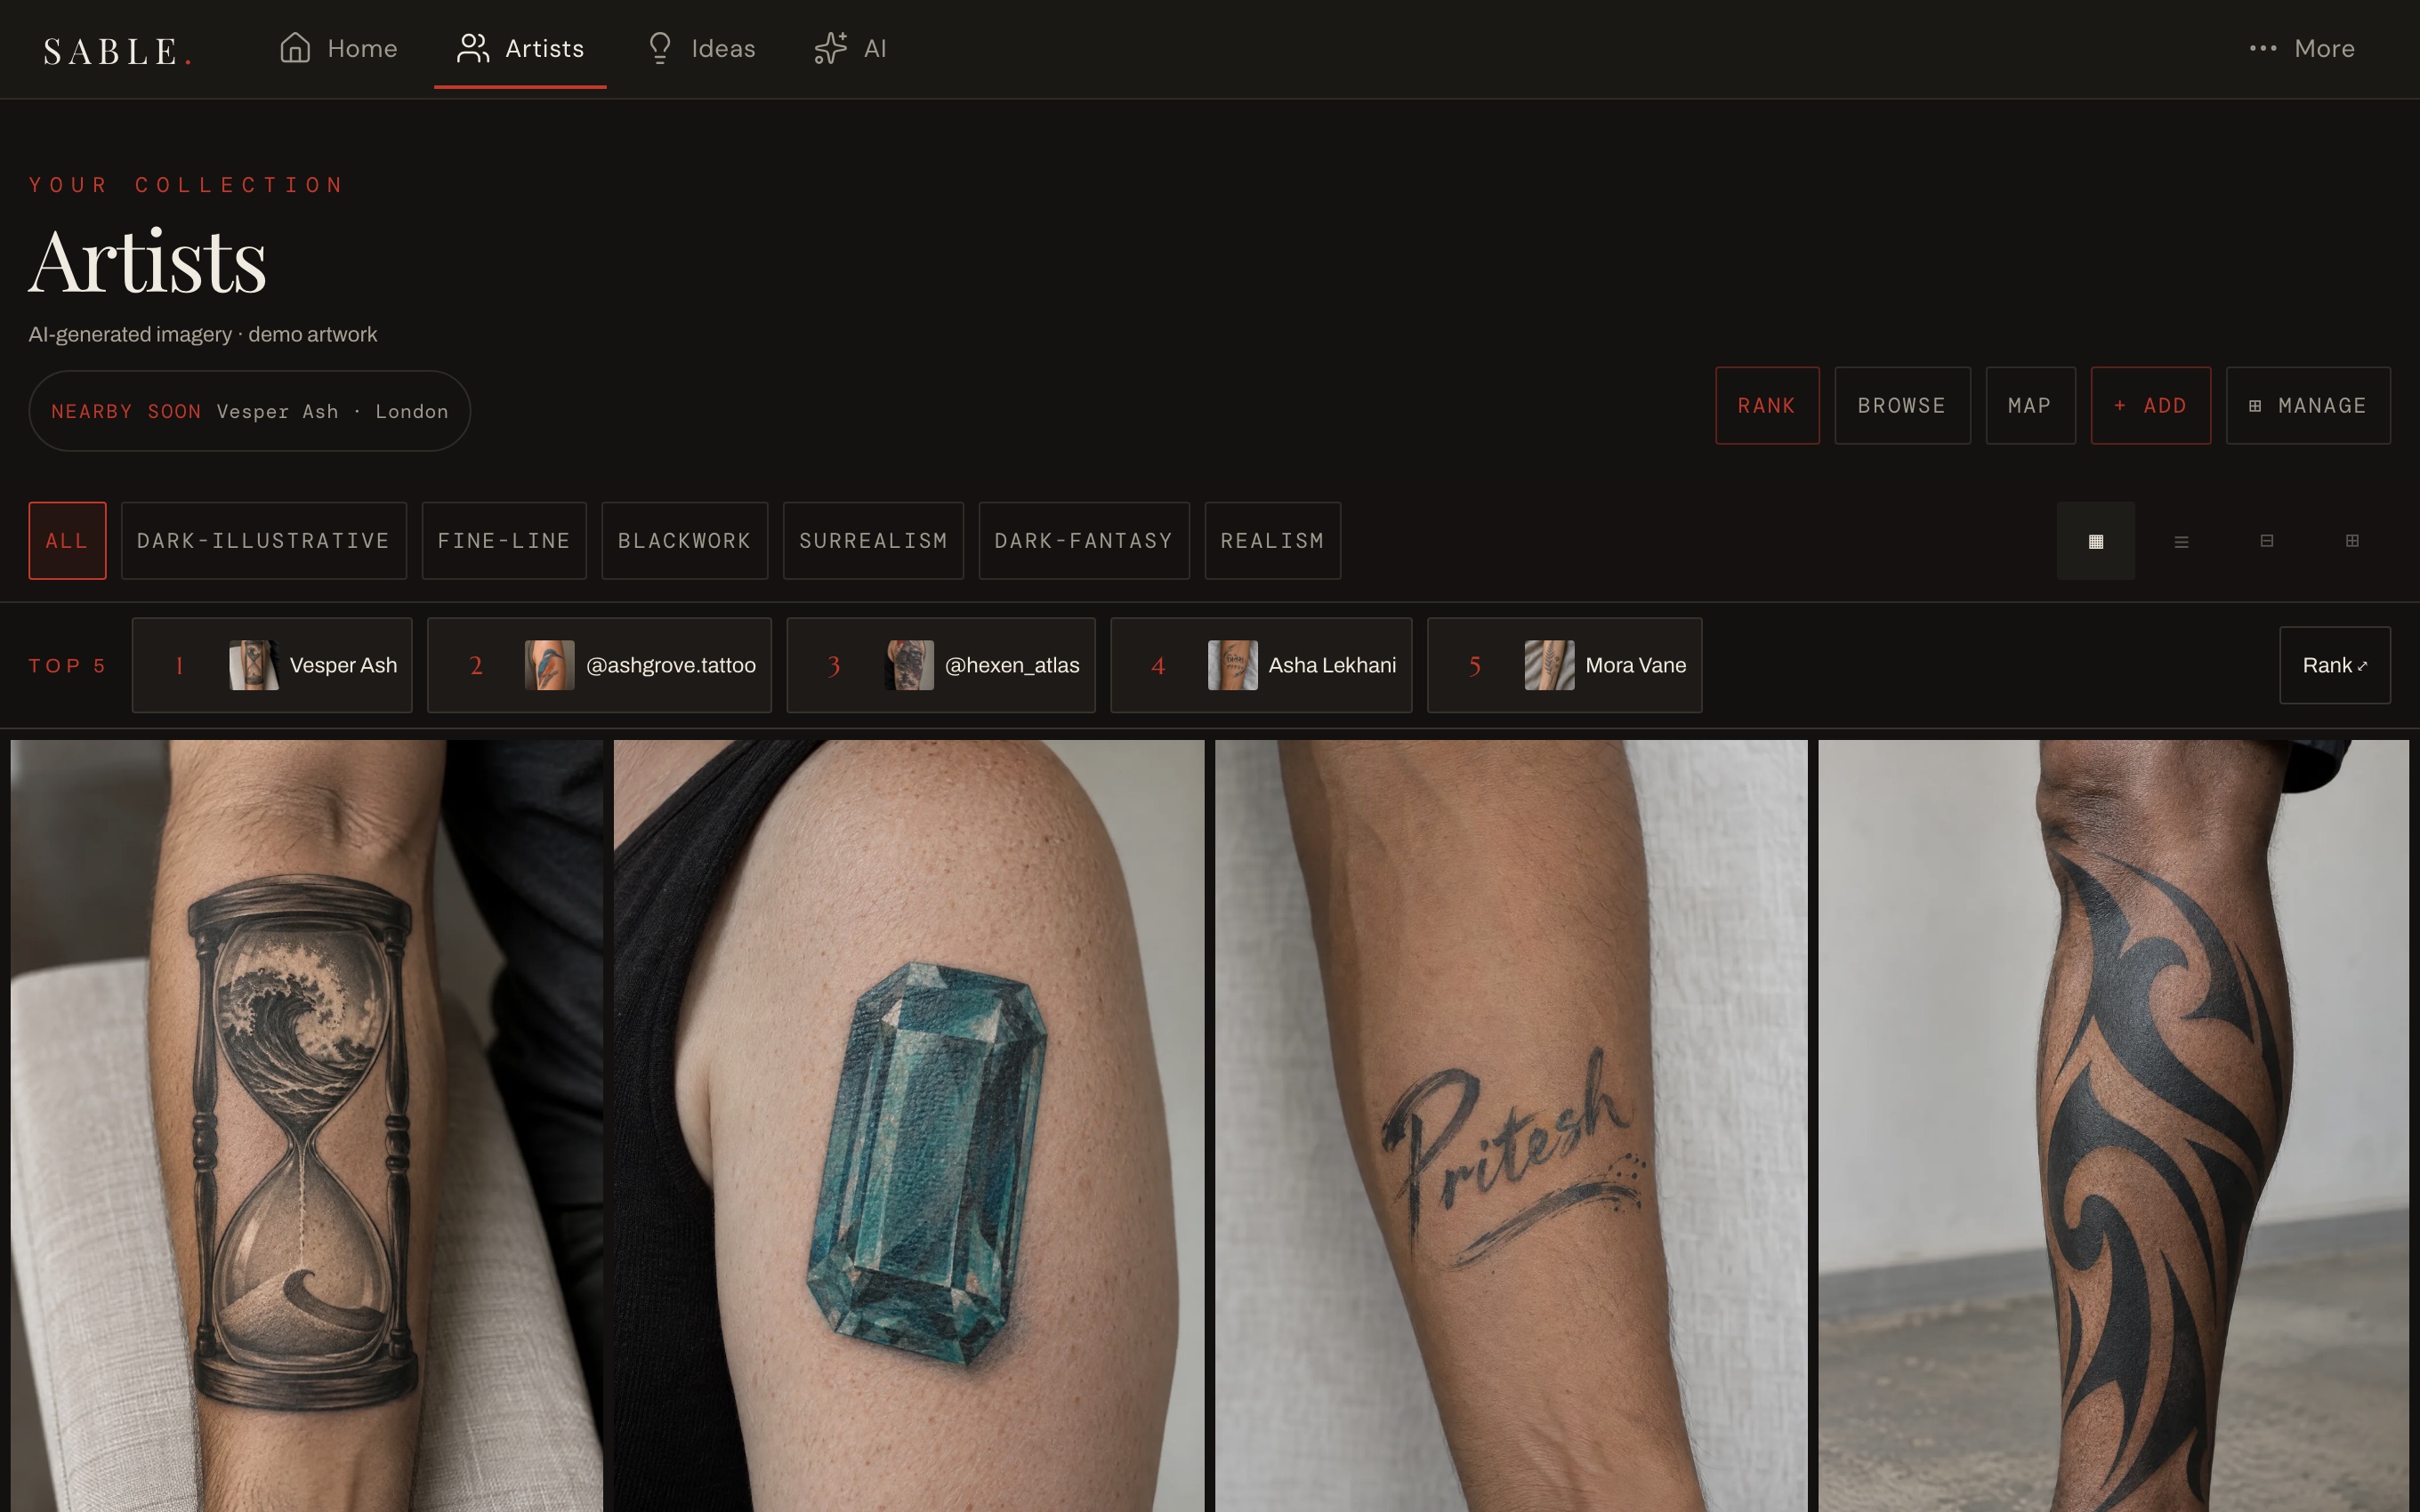 SABLE.
Home
Artists
Ideas
AI
More
YOUR COLLECTION
Artists
AI-generated imagery · demo artwork
NEARBY SOON Vesper Ash · London
RANK
BROWSE
MAP
+ ADD
⊞ MANAGE
ALL
DARK-ILLUSTRATIVE
FINE-LINE
BLACKWORK
SURREALISM
DARK-FANTASY
REALISM
TOP 5
1 Vesper Ash
2 @ashgrove.tattoo
3 @hexen_atlas
4 Asha Lekhani
5 Mora Vane
Rank ⤢
Pritesh